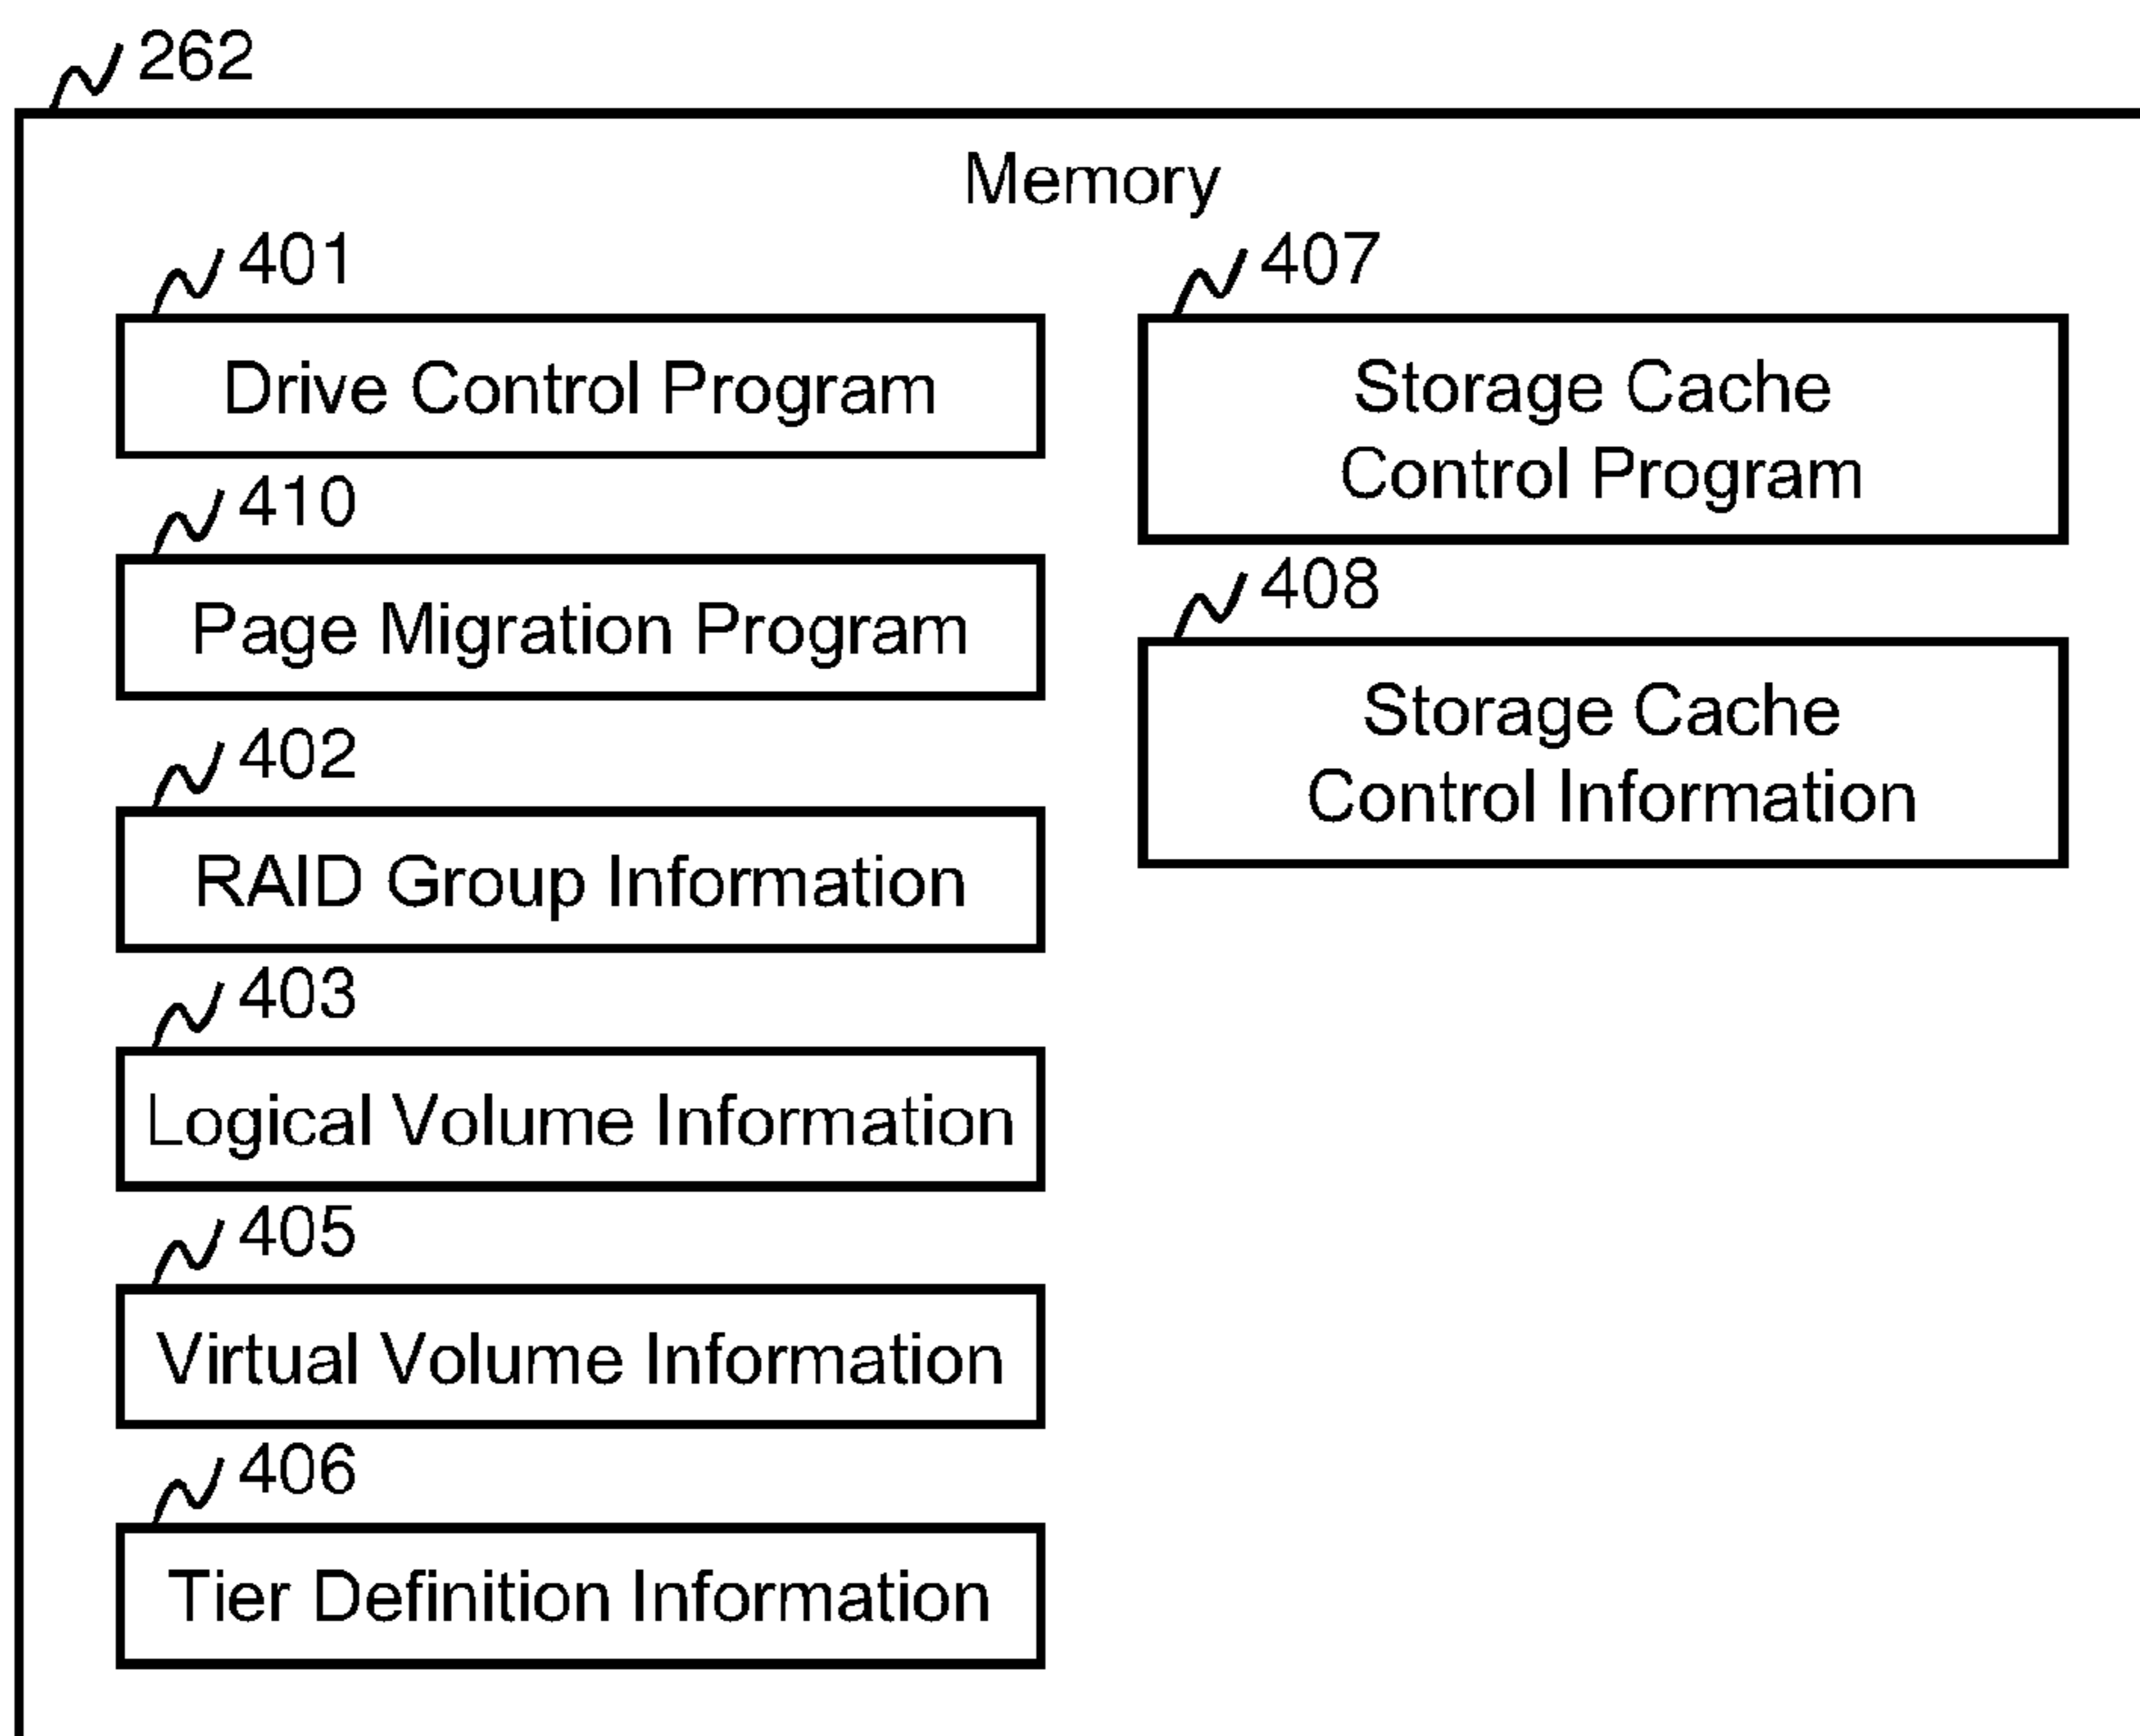 262
Memory
401
Drive Control Program
410
Page Migration Program
402
RAID Group Information
403
Logical Volume Information
405
Virtual Volume Information
406
Tier Definition Information
407
Storage Cache
Control Program
408
Storage Cache
Control Information